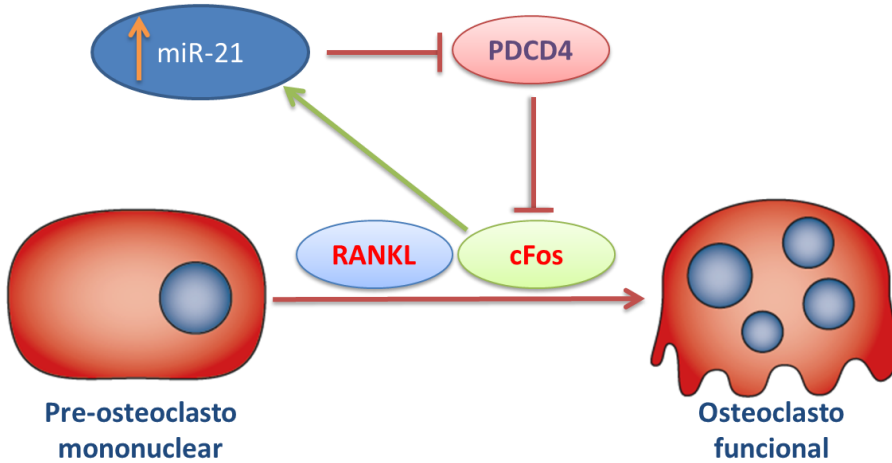 miR-21
PDCD4
RANKL
cFos
Pre-osteoclasto
mononuclear
Osteoclasto
funcional